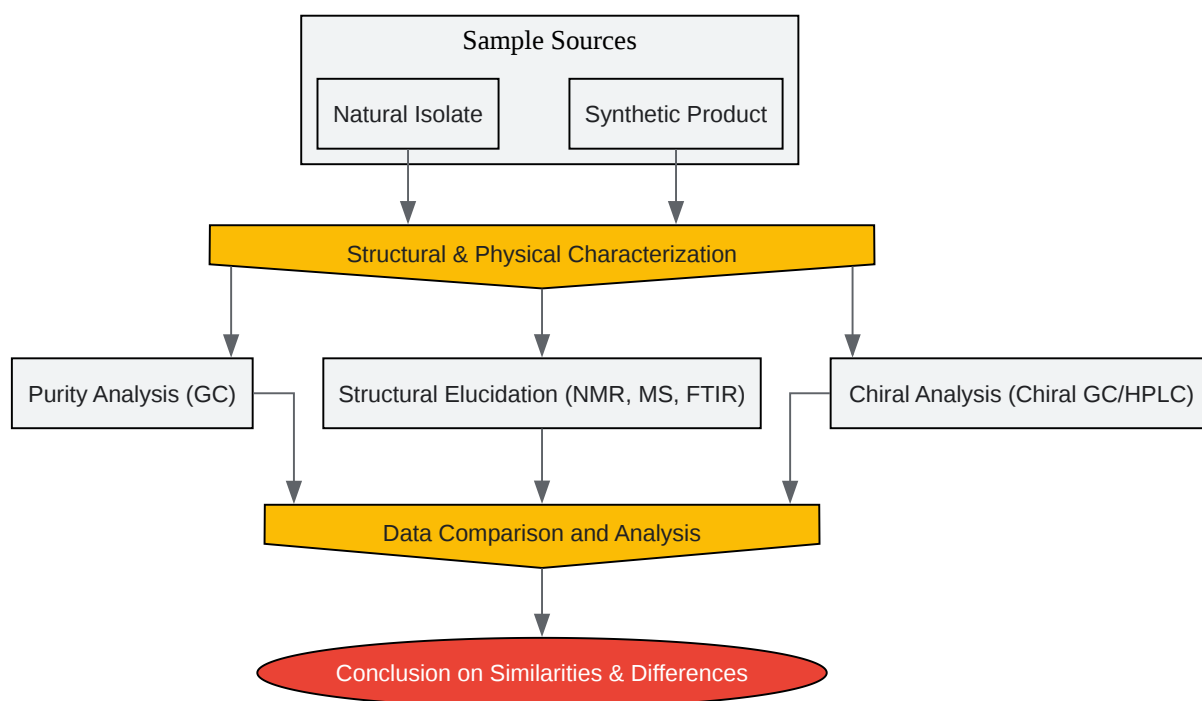 Sample Sources
Natural Isolate
Synthetic Product
Structural & Physical Characterization
Purity Analysis (GC)
Structural Elucidation (NMR, MS, FTIR)
Chiral Analysis (Chiral GC/HPLC)
Data Comparison and Analysis
Conclusion on Similarities & Differences